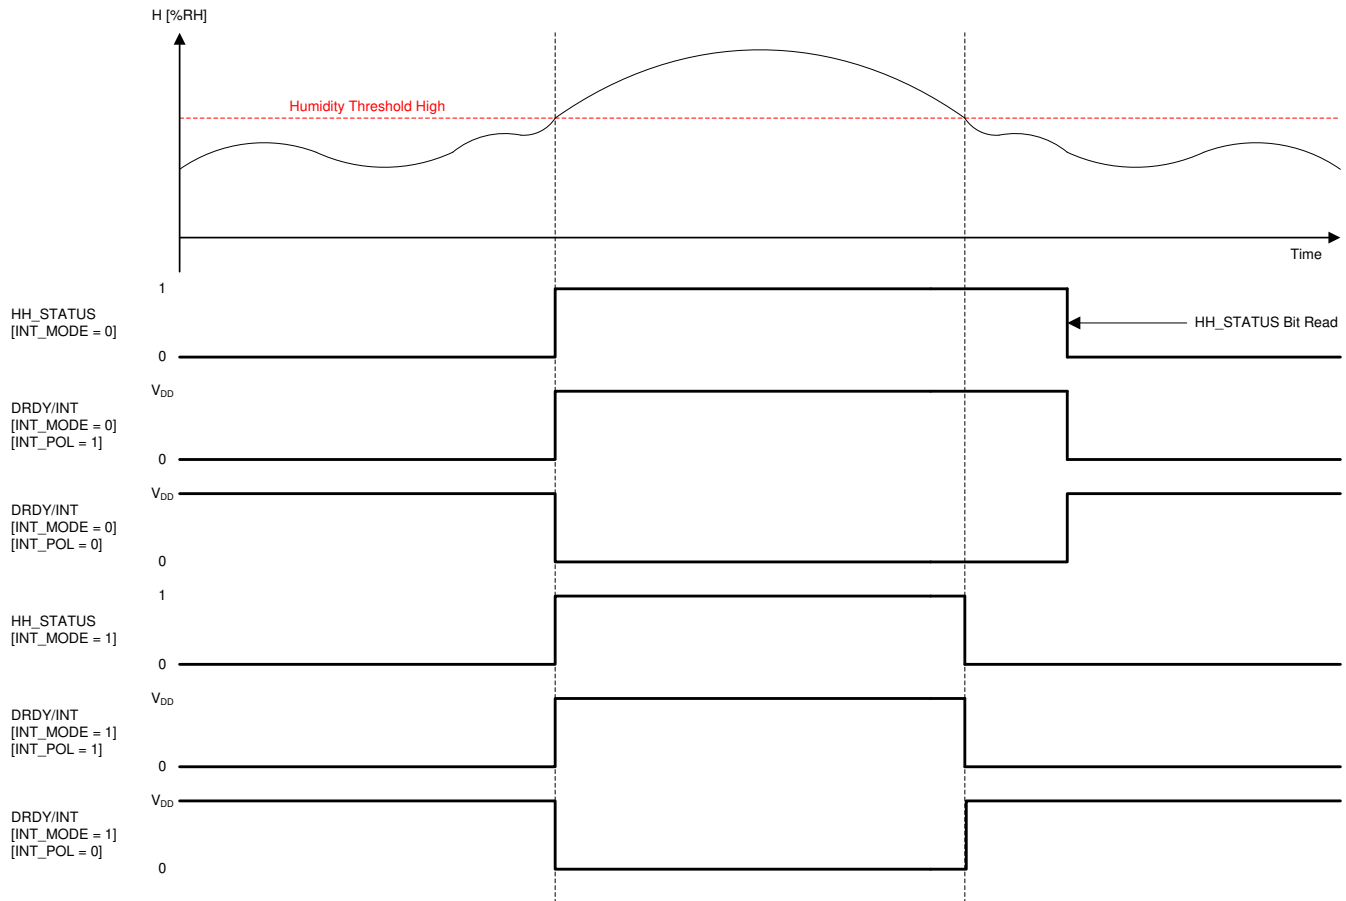 H [%RH]
Humidity Threshold High
Time
1
HH_STATUS
[INT_MODE = 0]
HH_STATUS Bit Read
0
VDD
DRDY/INT
[INT_MODE = 0]
[INT_POL = 1]
0
VDD
DRDY/INT
[INT_MODE = 0]
[INT_POL = 0]
0
1
HH_STATUS
[INT_MODE = 1]
0
VDD
DRDY/INT
[INT_MODE = 1]
[INT_POL = 1]
0
VDD
DRDY/INT
[INT_MODE = 1]
[INT_POL = 0]
0